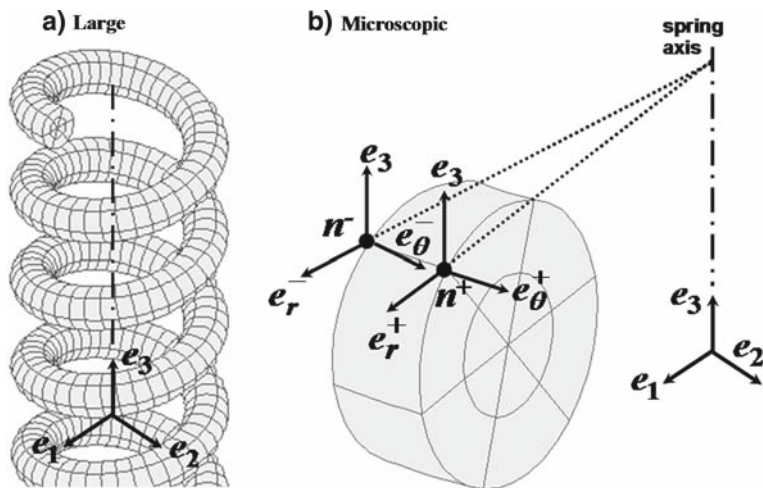 a) Large
b) Microscopic
spring
axis
e3
e3
n-
eθ-
er-
n+
eθ+
er+
e3
e1
e2
e3
e1
e2